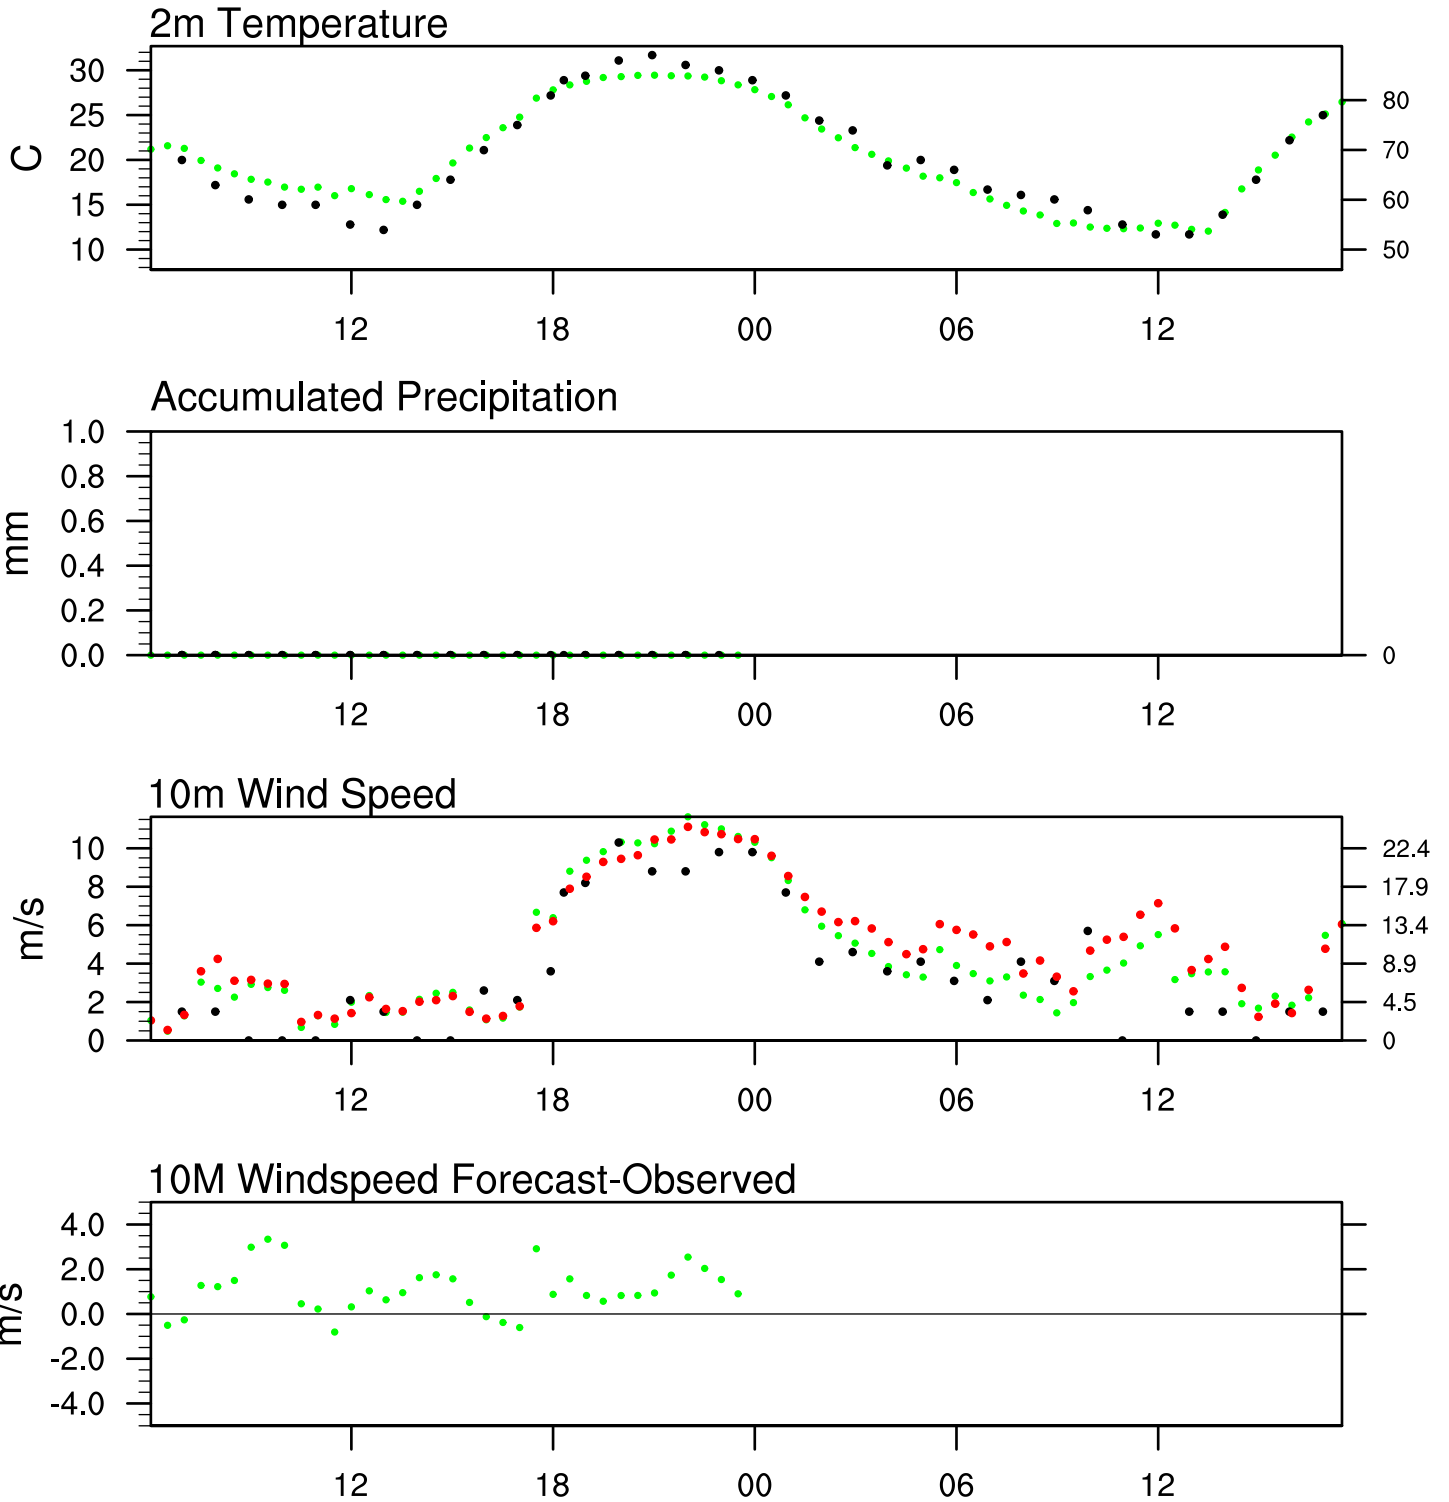 2m Temperature
30
25
20
15
10
C
80
70
60
50
12 18 00 06 12
Accumulated Precipitation
1.0
0.8
0.6
0.4
0.2
0.0
mm
0
12 18 00 06 12
10m Wind Speed
10
8
6
4
2
0
m/s
22.4
17.9
13.4
8.9
4.5
0
12 18 00 06 12
10M Windspeed Forecast-Observed
4.0
2.0
0.0
-2.0
-4.0
m/s
12 18 00 06 12